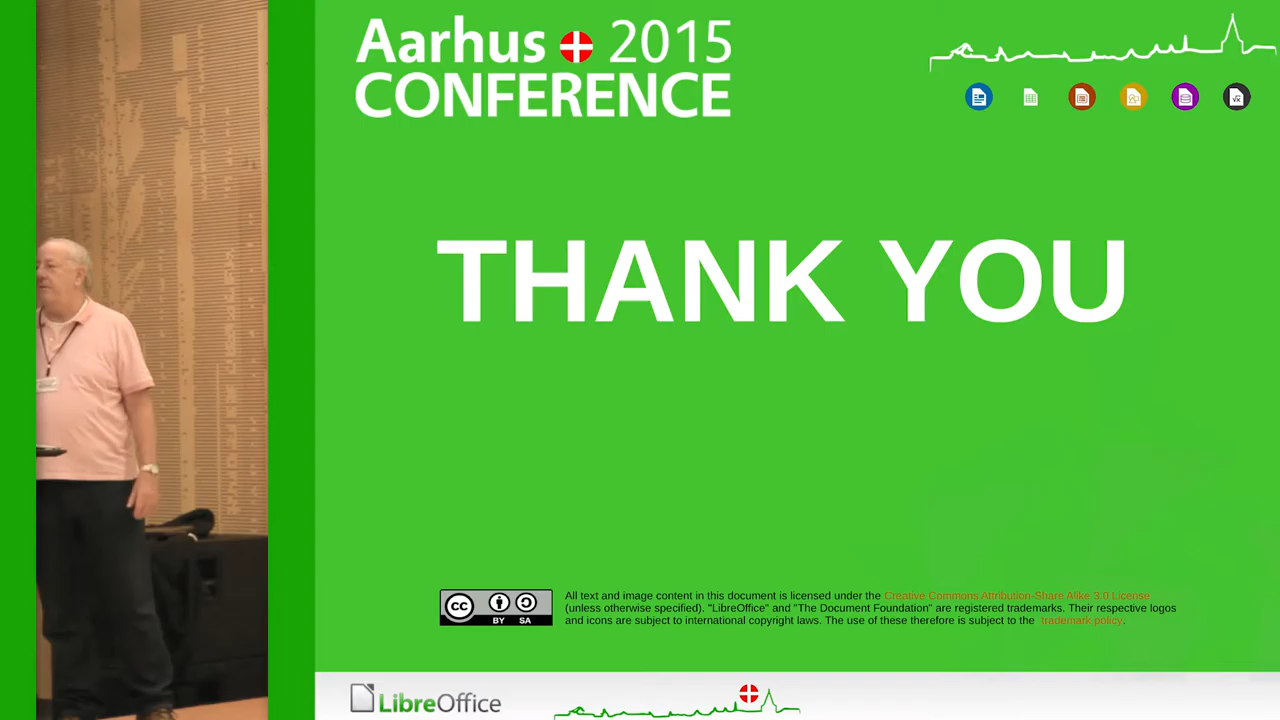 Aarhus 2015
CONFERENCE
THANK YOU
cc BY SA
All text and image content in this document is licensed under the Creative Commons Attribution-Share Alike 3.0 License
(unless otherwise specified). "LibreOffice" and "The Document Foundation" are registered trademarks. Their respective logos
and icons are subject to international copyright laws. The use of these therefore is subject to the trademark policy.
LibreOffice